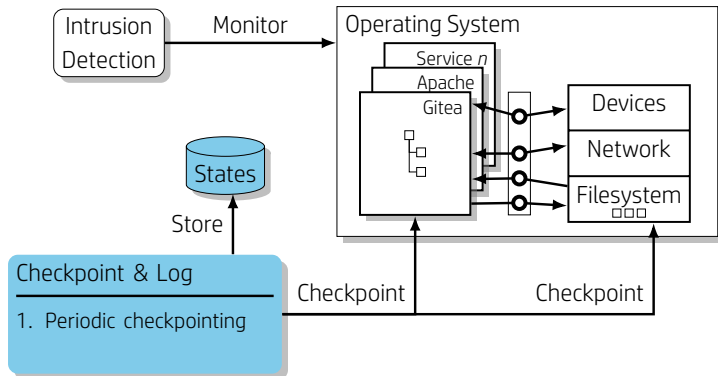 Intrusion
Detection
Monitor
Operating System
Service n
Apache
Gitea
Devices
Network
Filesystem
States
Store
Checkpoint & Log
1. Periodic checkpointing
Checkpoint
Checkpoint